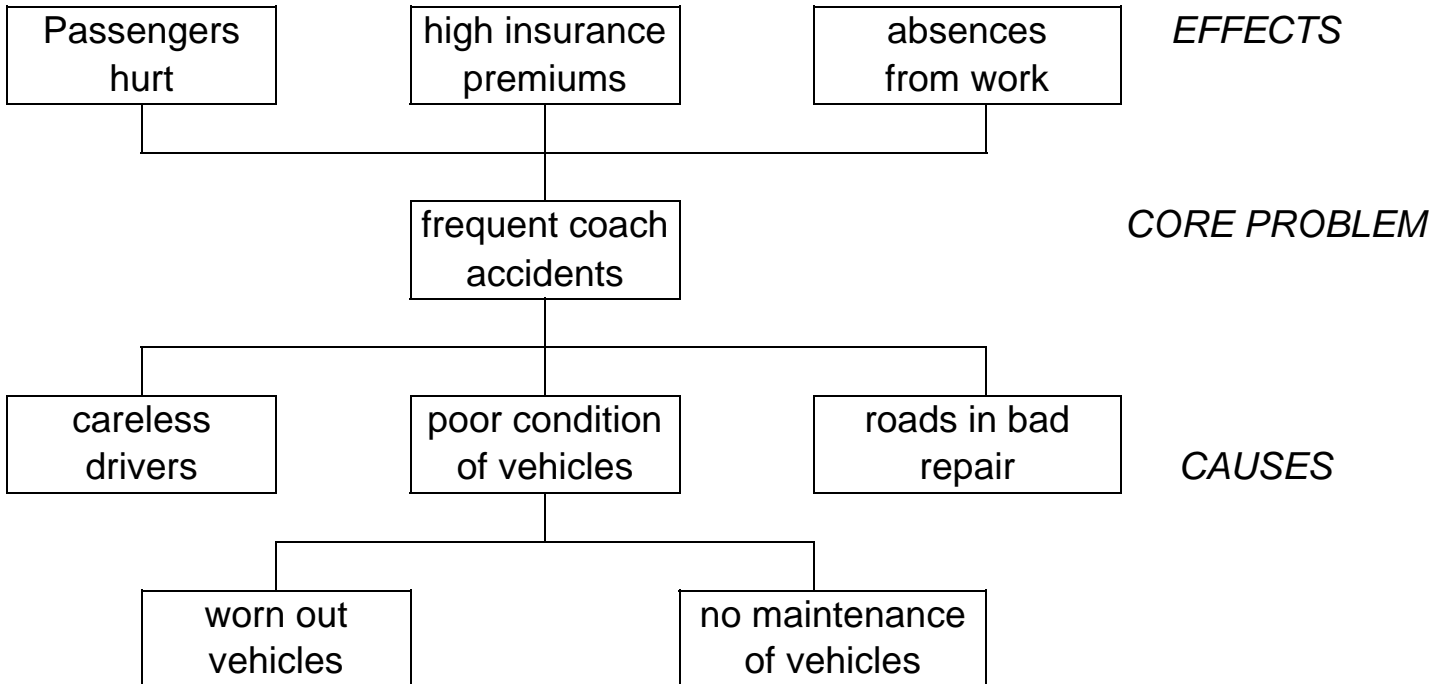 Passengers
hurt
high insurance
premiums
absences
from work
EFFECTS
frequent coach
accidents
CORE PROBLEM
careless
drivers
poor condition
of vehicles
roads in bad
repair
CAUSES
worn out
vehicles
no maintenance
of vehicles